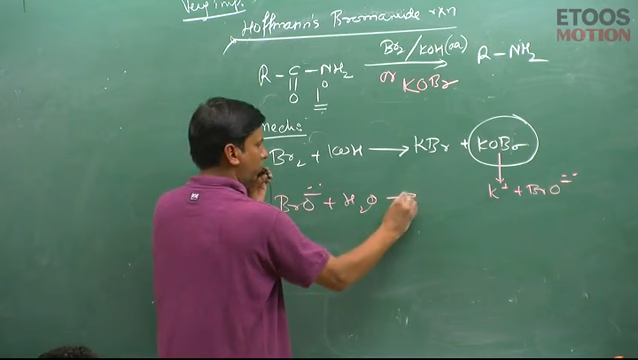 Very imp.
Hoffmann's Bromamide rxn
ETOOS
MOTION
R - C - NH2 Br2/KOH(aq) → R - NH2
O
or KOBr
mech:
Br2 + KOH → KBr + KOBr
K+ + BrO-
BrO- + H2O →